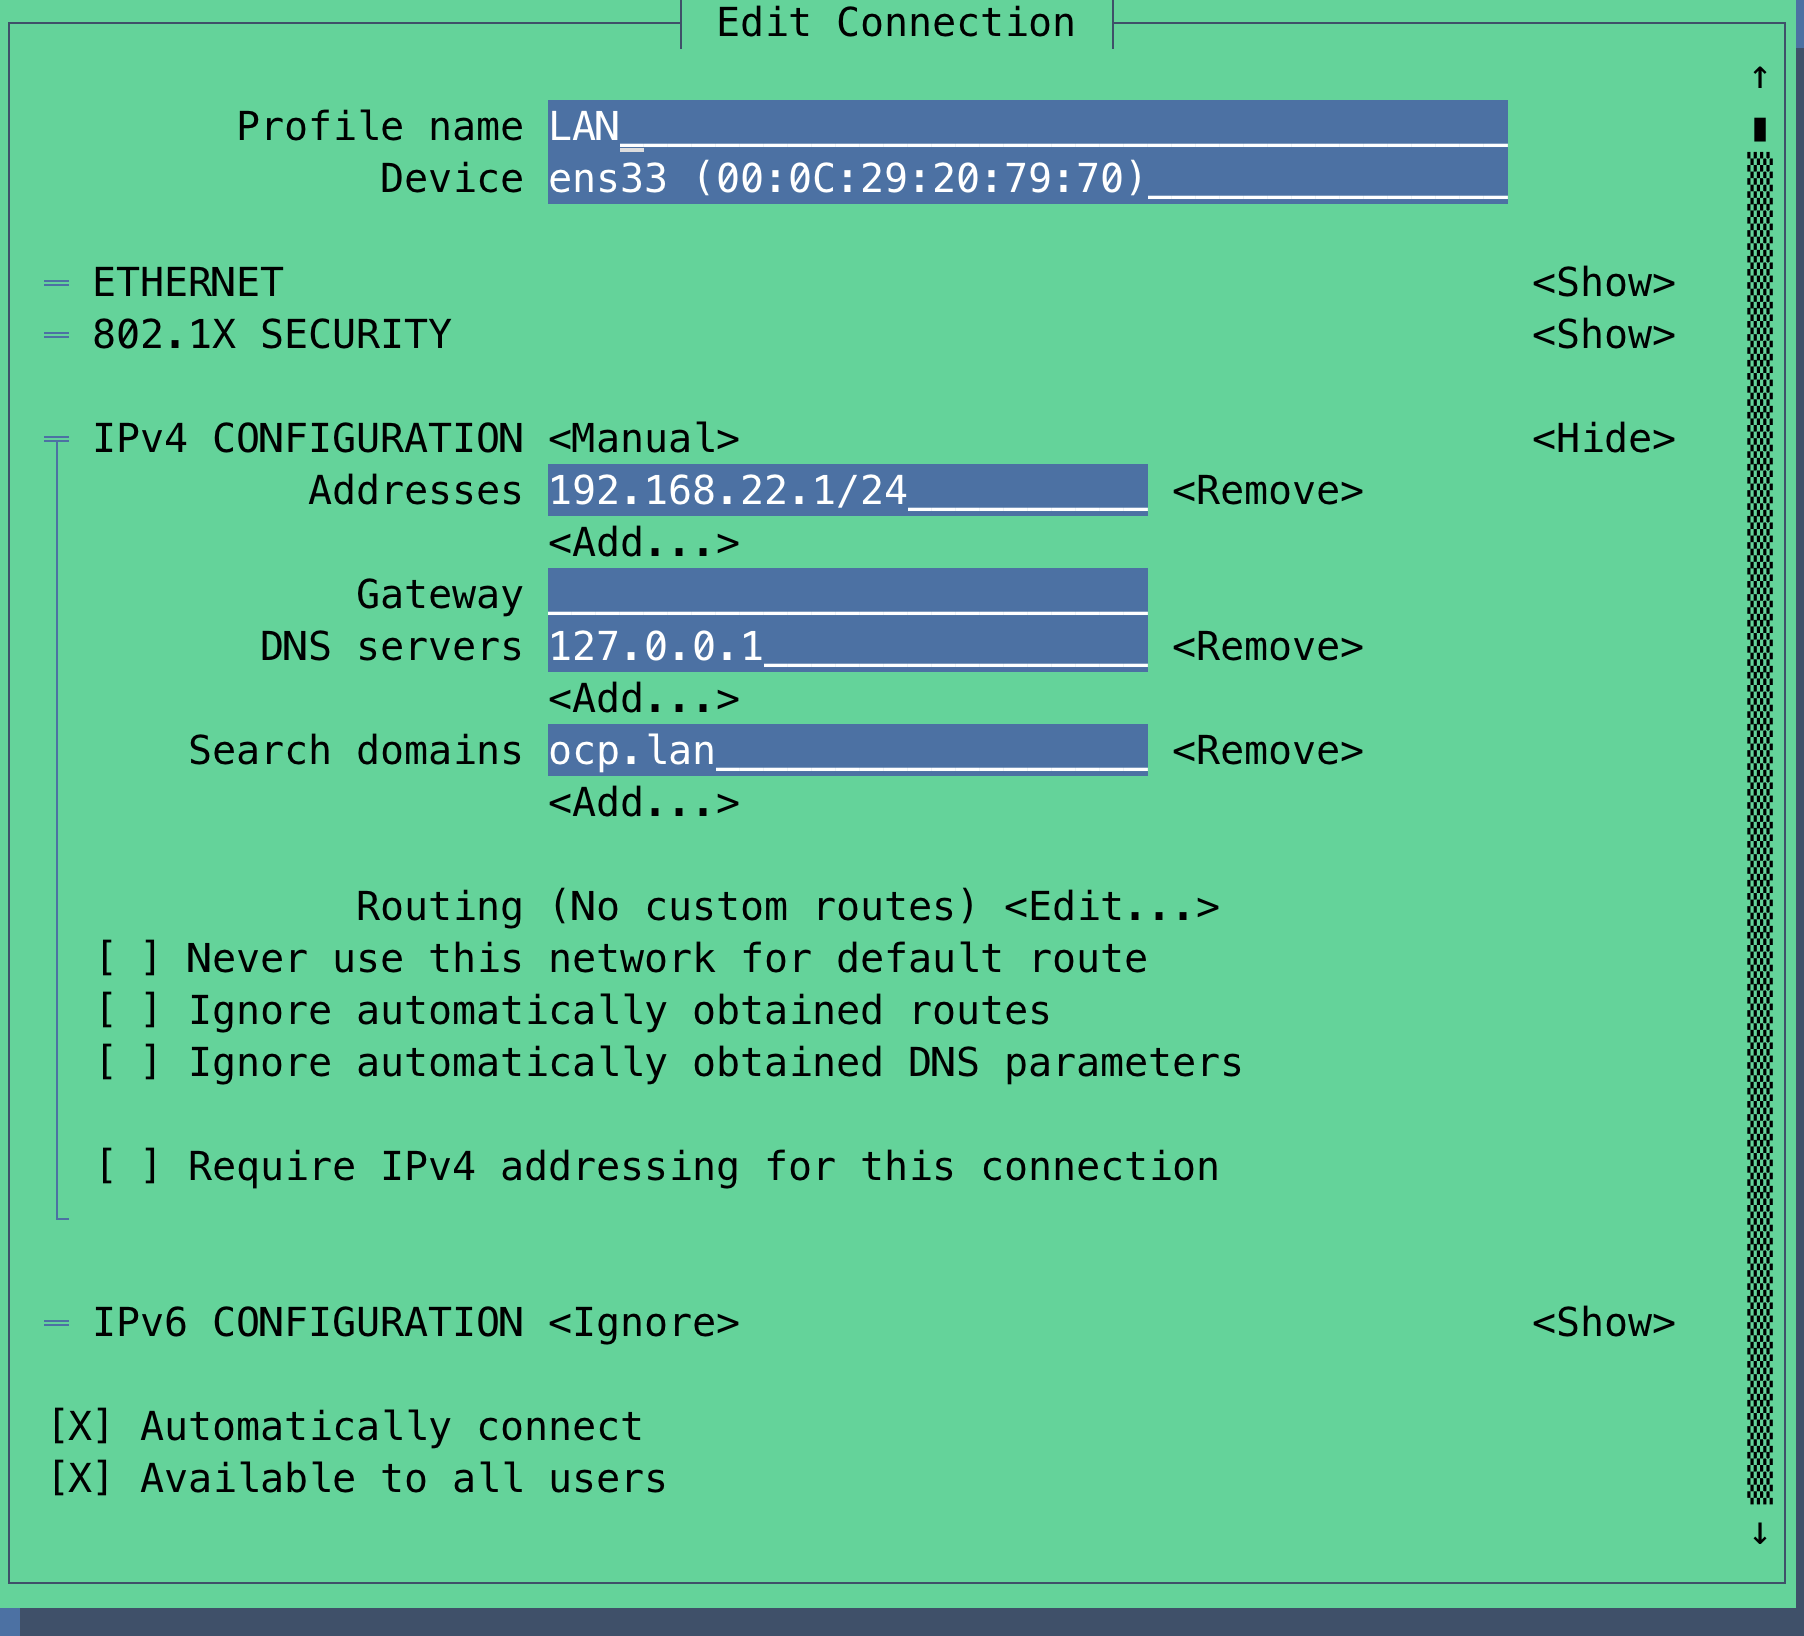 Edit Connection
↑
Profile name LAN
Device ens33 (00:0C:29:20:79:70)
ETHERNET <Show>
802.1X SECURITY <Show>
IPv4 CONFIGURATION <Manual> <Hide>
Addresses 192.168.22.1/24 <Remove>
<Add...>
Gateway
DNS servers 127.0.0.1 <Remove>
<Add...>
Search domains ocp.lan <Remove>
<Add...>
Routing (No custom routes) <Edit...>
[ ] Never use this network for default route
[ ] Ignore automatically obtained routes
[ ] Ignore automatically obtained DNS parameters
[ ] Require IPv4 addressing for this connection
IPv6 CONFIGURATION <Ignore> <Show>
[X] Automatically connect
[X] Available to all users
↓